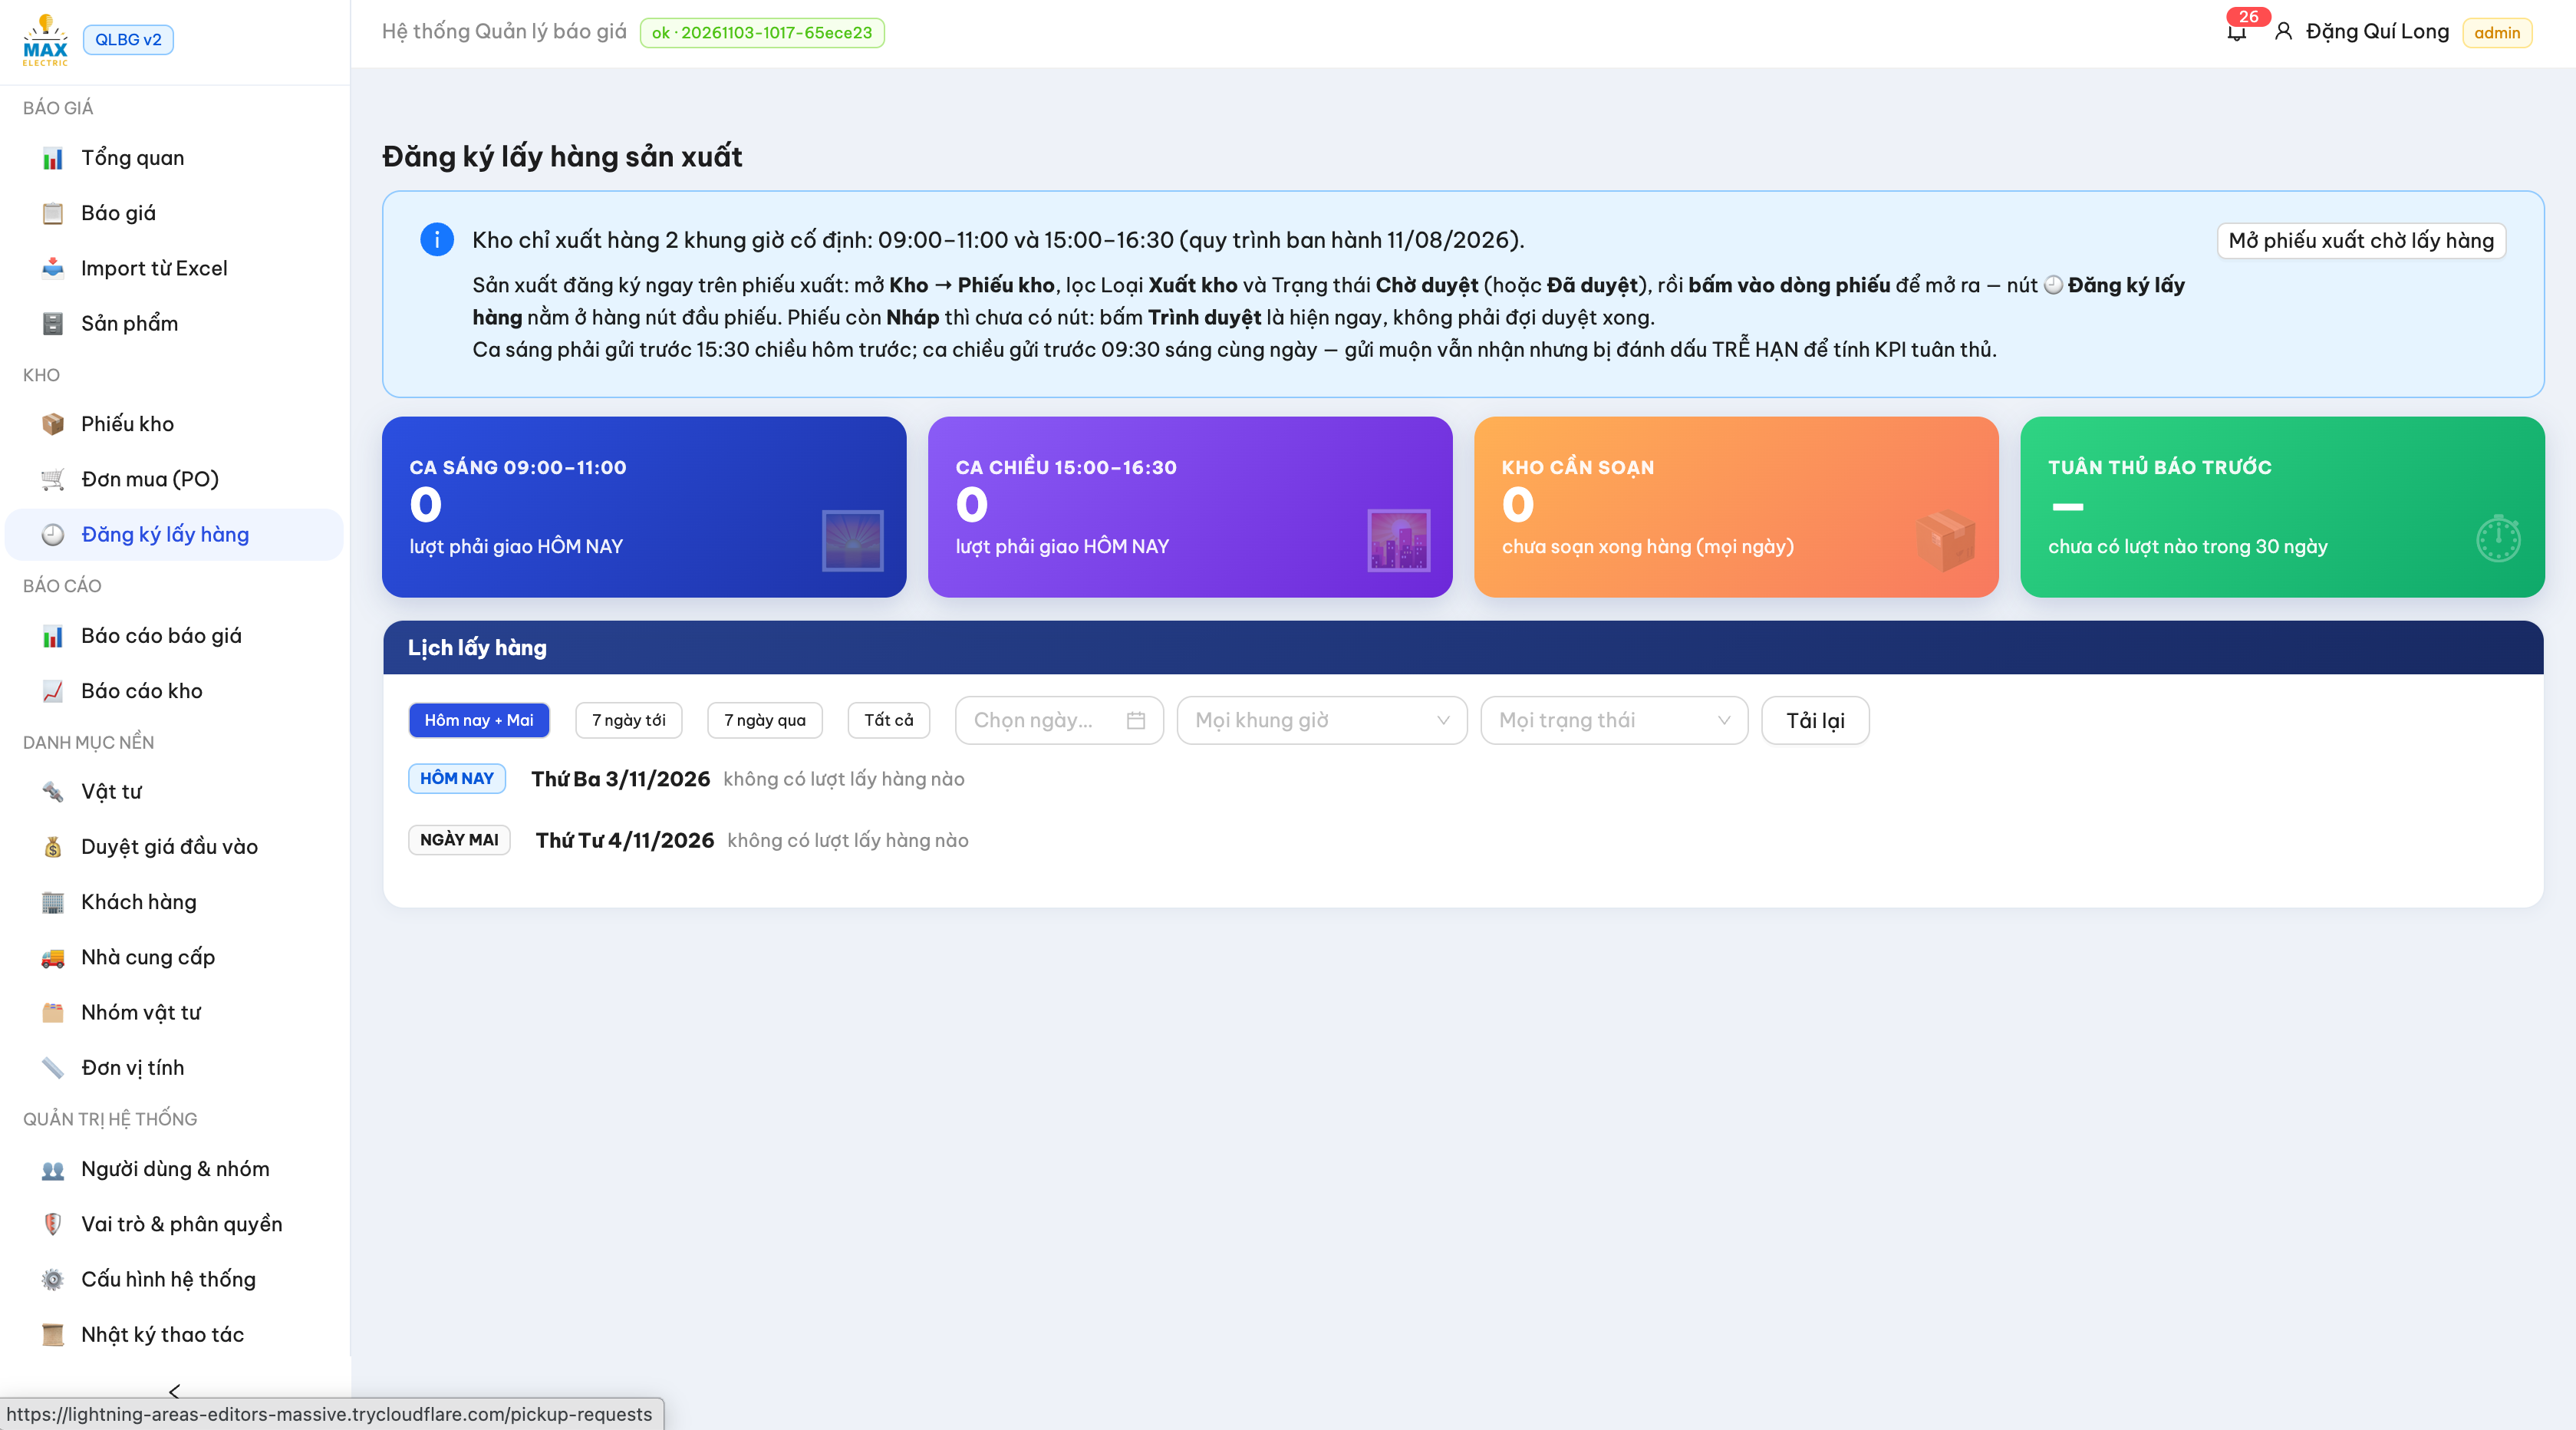 MAX
ELECTRIC
QLBG v2
Hệ thống Quản lý báo giá
ok · 20261103-1017-65ece23
26
Đặng Quí Long
admin
BÁO GIÁ
Tổng quan
Báo giá
Import từ Excel
Sản phẩm
KHO
Phiếu kho
Đơn mua (PO)
Đăng ký lấy hàng
BÁO CÁO
Báo cáo báo giá
Báo cáo kho
DANH MỤC NỀN
Vật tư
Duyệt giá đầu vào
Khách hàng
Nhà cung cấp
Nhóm vật tư
Đơn vị tính
QUẢN TRỊ HỆ THỐNG
Người dùng & nhóm
Vai trò & phân quyền
Cấu hình hệ thống
Nhật ký thao tác
Đăng ký lấy hàng sản xuất
Kho chỉ xuất hàng 2 khung giờ cố định: 09:00–11:00 và 15:00–16:30 (quy trình ban hành 11/08/2026).
Mở phiếu xuất chờ lấy hàng
Sản xuất đăng ký ngay trên phiếu xuất: mở Kho → Phiếu kho, lọc Loại Xuất kho và Trạng thái Chờ duyệt (hoặc Đã duyệt), rồi bấm vào dòng phiếu để mở ra — nút 🕘 Đăng ký lấy
hàng nằm ở hàng nút đầu phiếu. Phiếu còn Nháp thì chưa có nút: bấm Trình duyệt là hiện ngay, không phải đợi duyệt xong.
Ca sáng phải gửi trước 15:30 chiều hôm trước; ca chiều gửi trước 09:30 sáng cùng ngày — gửi muộn vẫn nhận nhưng bị đánh dấu TRỄ HẠN để tính KPI tuân thủ.
CA SÁNG 09:00–11:00
0
lượt phải giao HÔM NAY
CA CHIỀU 15:00–16:30
0
lượt phải giao HÔM NAY
KHO CẦN SOẠN
0
chưa soạn xong hàng (mọi ngày)
TUÂN THỦ BÁO TRƯỚC
—
chưa có lượt nào trong 30 ngày
Lịch lấy hàng
Hôm nay + Mai
7 ngày tới
7 ngày qua
Tất cả
Chọn ngày...
Mọi khung giờ
Mọi trạng thái
Tải lại
HÔM NAY
Thứ Ba 3/11/2026 không có lượt lấy hàng nào
NGÀY MAI
Thứ Tư 4/11/2026 không có lượt lấy hàng nào
https://lightning-areas-editors-massive.trycloudflare.com/pickup-requests